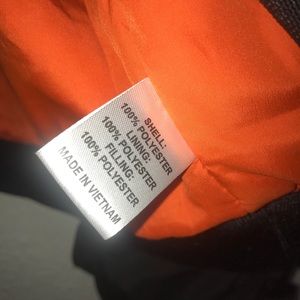 SHELL:
100% POLYESTER
LINING:
100% POLYESTER
FILLING:
100% POLYESTER
MADE IN VIETNAM